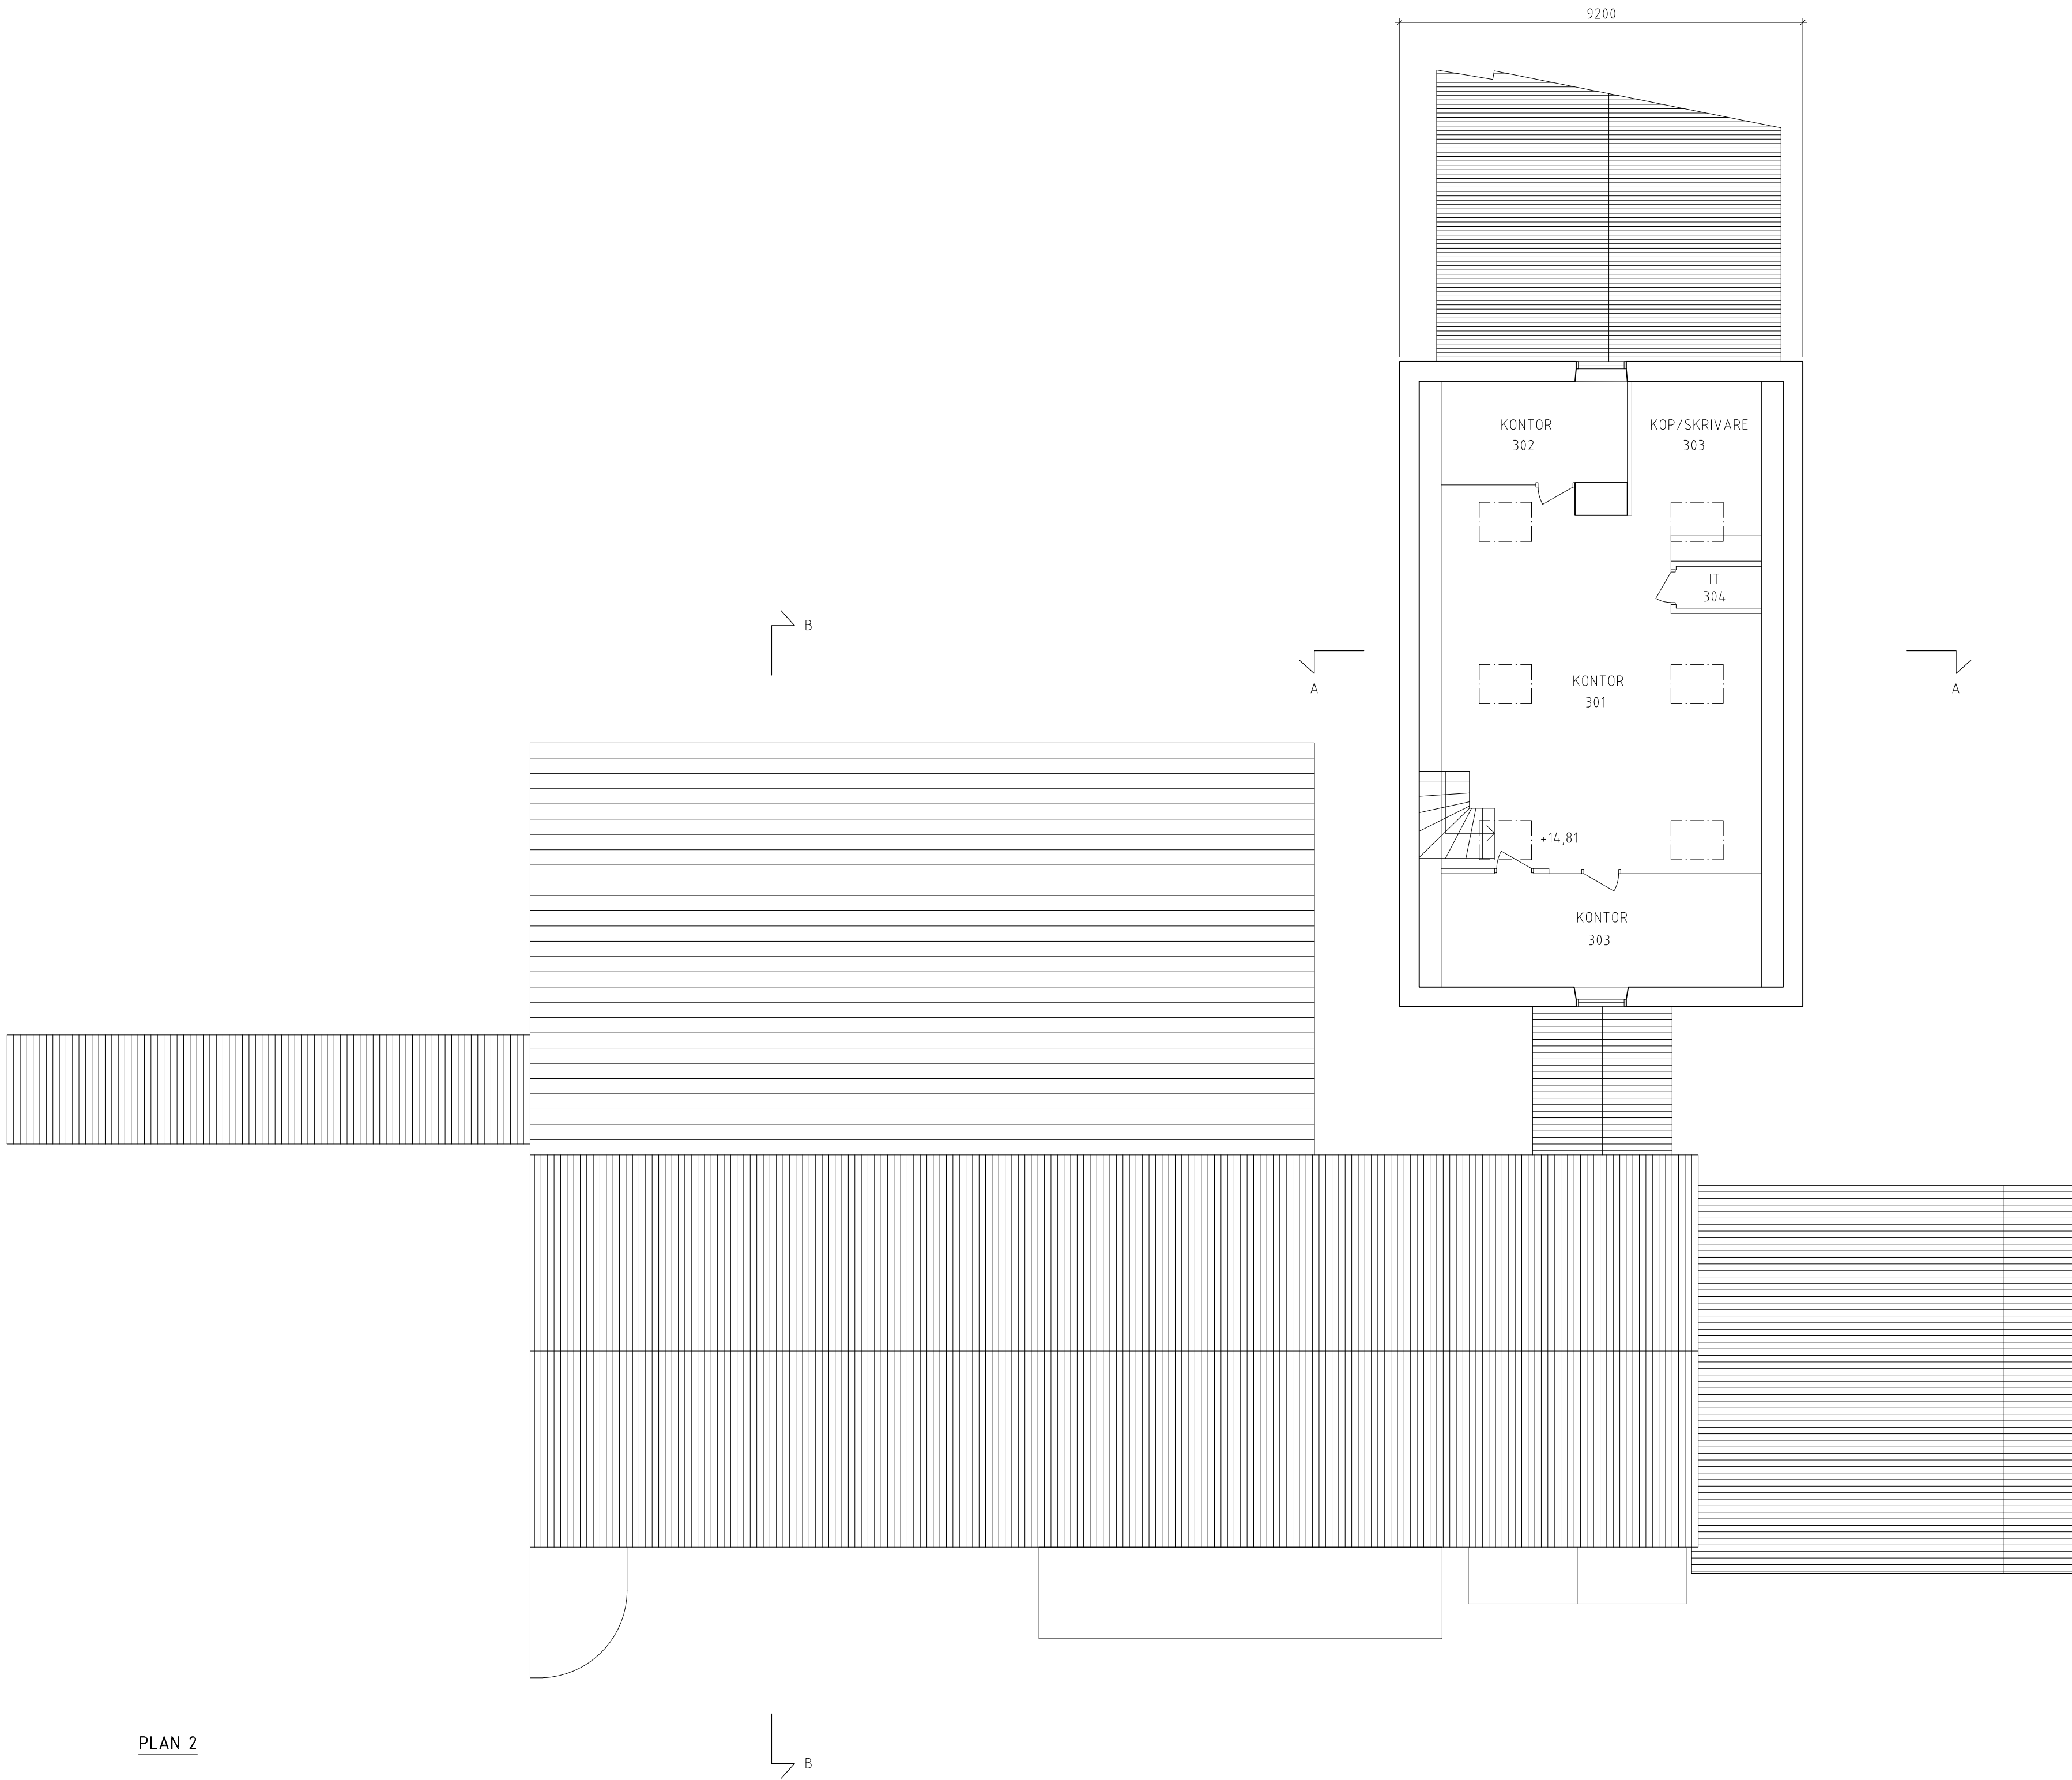 9200
KONTOR
302
KOP/SKRIVARE
303
IT
304
B
A
KONTOR
301
A
+14,81
KONTOR
303
PLAN 2
B